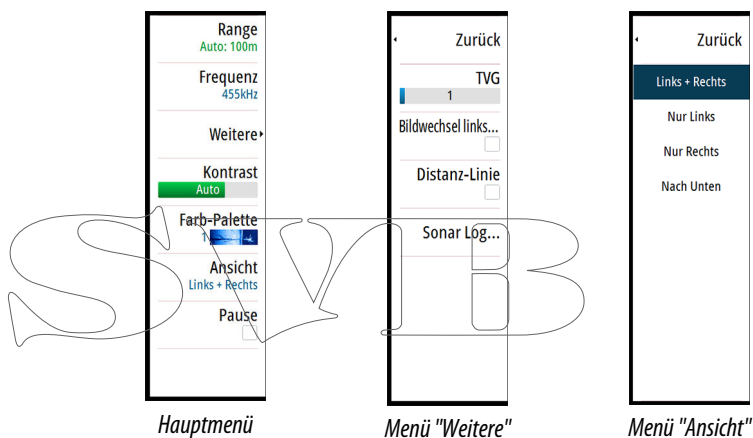 Range
Auto: 100m
Frequenz
455kHz
Weitere
Kontrast
Auto
Farb-Palette
1
Ansicht
Links + Rechts
Pause
Hauptmenü
Zurück
TVG
1
Bildwechsel links...
Distanz-Linie
Sonar Log...
Menü "Weitere"
Zurück
Links + Rechts
Nur Links
Nur Rechts
Nach Unten
Menü "Ansicht"
SVB